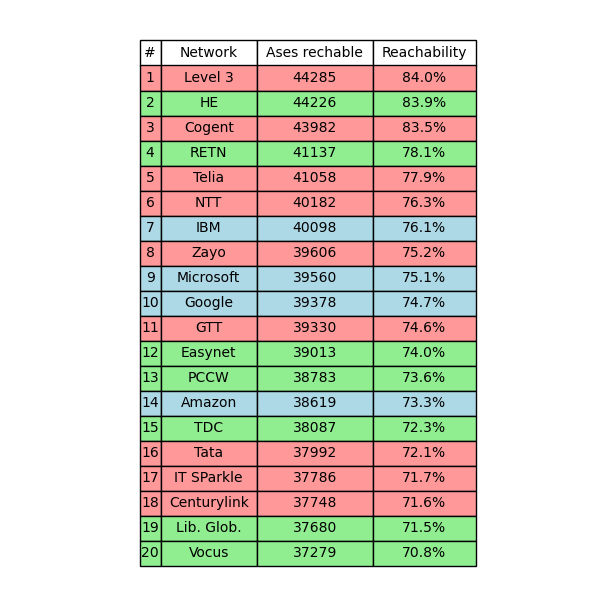 # Network Ases rechable Reachability
1 Level 3 44285 84.0%
2 HE 44226 83.9%
3 Cogent 43982 83.5%
4 RETN 41137 78.1%
5 Telia 41058 77.9%
6 NTT 40182 76.3%
7 IBM 40098 76.1%
8 Zayo 39606 75.2%
9 Microsoft 39560 75.1%
10 Google 39378 74.7%
11 GTT 39330 74.6%
12 Easynet 39013 74.0%
13 PCCW 38783 73.6%
14 Amazon 38619 73.3%
15 TDC 38087 72.3%
16 Tata 37992 72.1%
17 IT SParkle 37786 71.7%
18 Centurylink 37748 71.6%
19 Lib. Glob. 37680 71.5%
20 Vocus 37279 70.8%